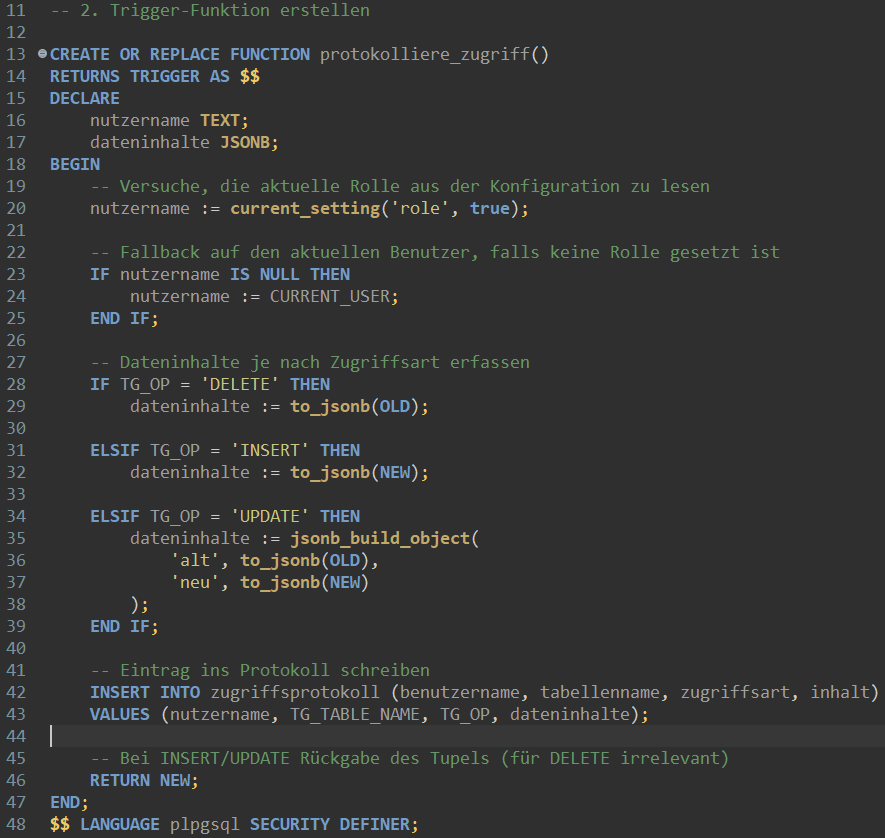 11 -- 2. Trigger-Funktion erstellen
12
13 CREATE OR REPLACE FUNCTION protokolliere_zugriff()
14 RETURNS TRIGGER AS $$
15 DECLARE
16     nutzername TEXT;
17     dateninhalte JSONB;
18 BEGIN
19     -- Versuche, die aktuelle Rolle aus der Konfiguration zu lesen
20     nutzername := current_setting('role', true);
21
22     -- Fallback auf den aktuellen Benutzer, falls keine Rolle gesetzt ist
23     IF nutzername IS NULL THEN
24         nutzername := CURRENT_USER;
25     END IF;
26
27     -- Dateninhalte je nach Zugriffsart erfassen
28     IF TG_OP = 'DELETE' THEN
29         dateninhalte := to_jsonb(OLD);
30
31     ELSIF TG_OP = 'INSERT' THEN
32         dateninhalte := to_jsonb(NEW);
33
34     ELSIF TG_OP = 'UPDATE' THEN
35         dateninhalte := jsonb_build_object(
36             'alt', to_jsonb(OLD),
37             'neu', to_jsonb(NEW)
38         );
39     END IF;
40
41     -- Eintrag ins Protokoll schreiben
42     INSERT INTO zugriffsprotokoll (benutzername, tabellenname, zugriffsart, inhalt)
43     VALUES (nutzername, TG_TABLE_NAME, TG_OP, dateninhalte);
44
45     -- Bei INSERT/UPDATE Rückgabe des Tupels (für DELETE irrelevant)
46     RETURN NEW;
47 END;
48 $$ LANGUAGE plpgsql SECURITY DEFINER;